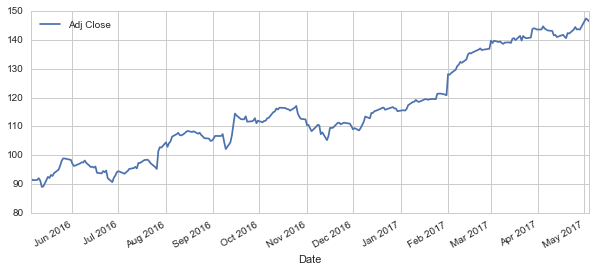 150
Adj Close
140
130
120
110
100
90
80
Jun 2016
Jul 2016
Aug 2016
Sep 2016
Oct 2016
Nov 2016
Dec 2016
Jan 2017
Feb 2017
Mar 2017
Apr 2017
May 2017
Date